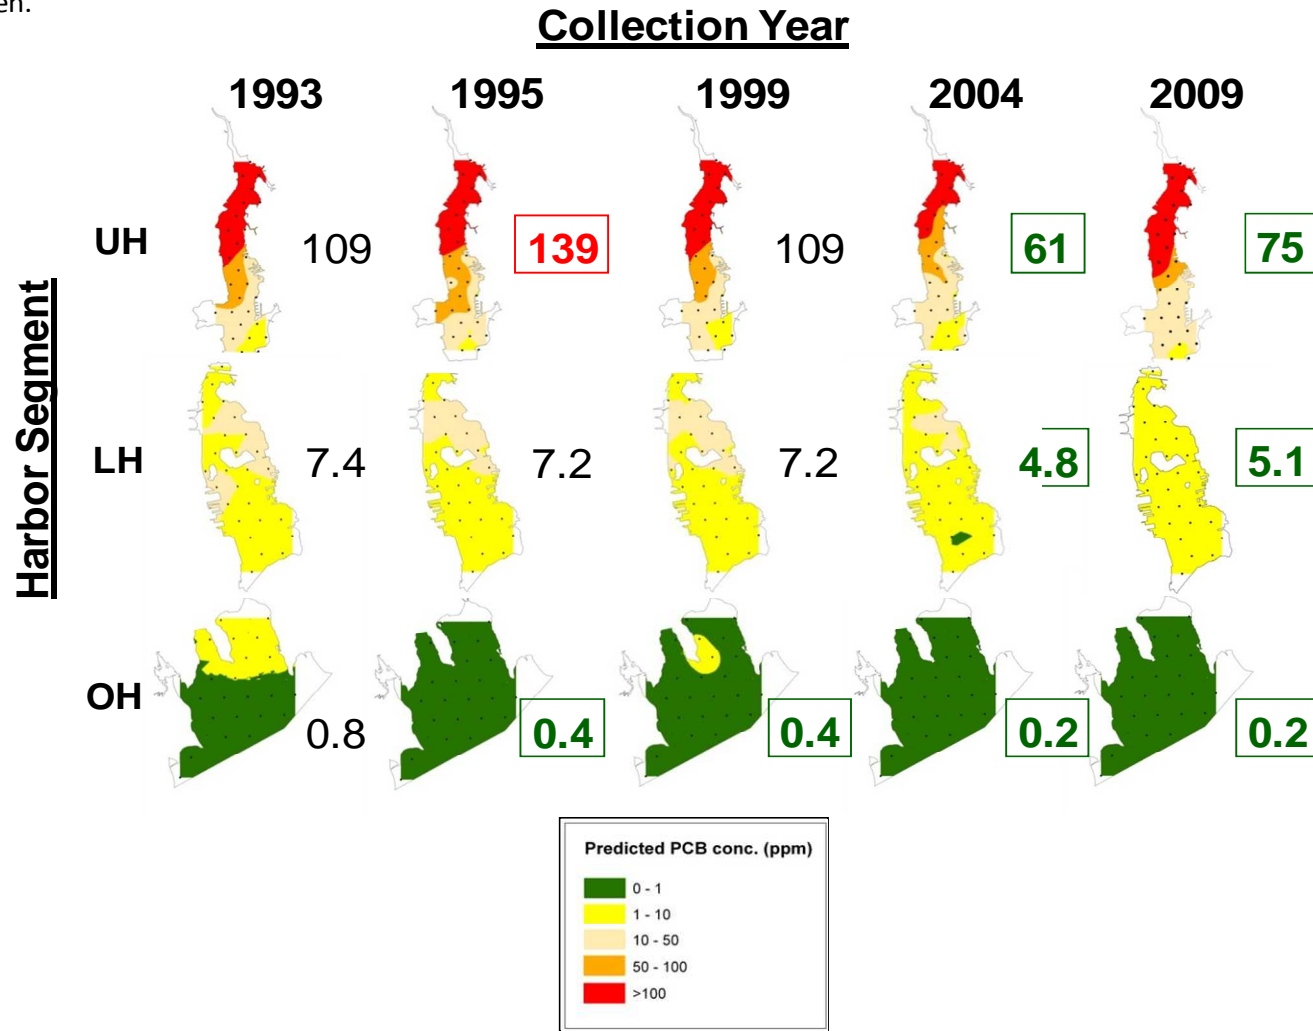 en.
Collection Year
1993 1995 1999 2004 2009
Harbor Segment
UH 109 139 109 61 75
LH 7.4 7.2 7.2 4.8 5.1
OH 0.8 0.4 0.4 0.2 0.2
Predicted PCB conc. (ppm)
0 - 1
1 - 10
10 - 50
50 - 100
>100